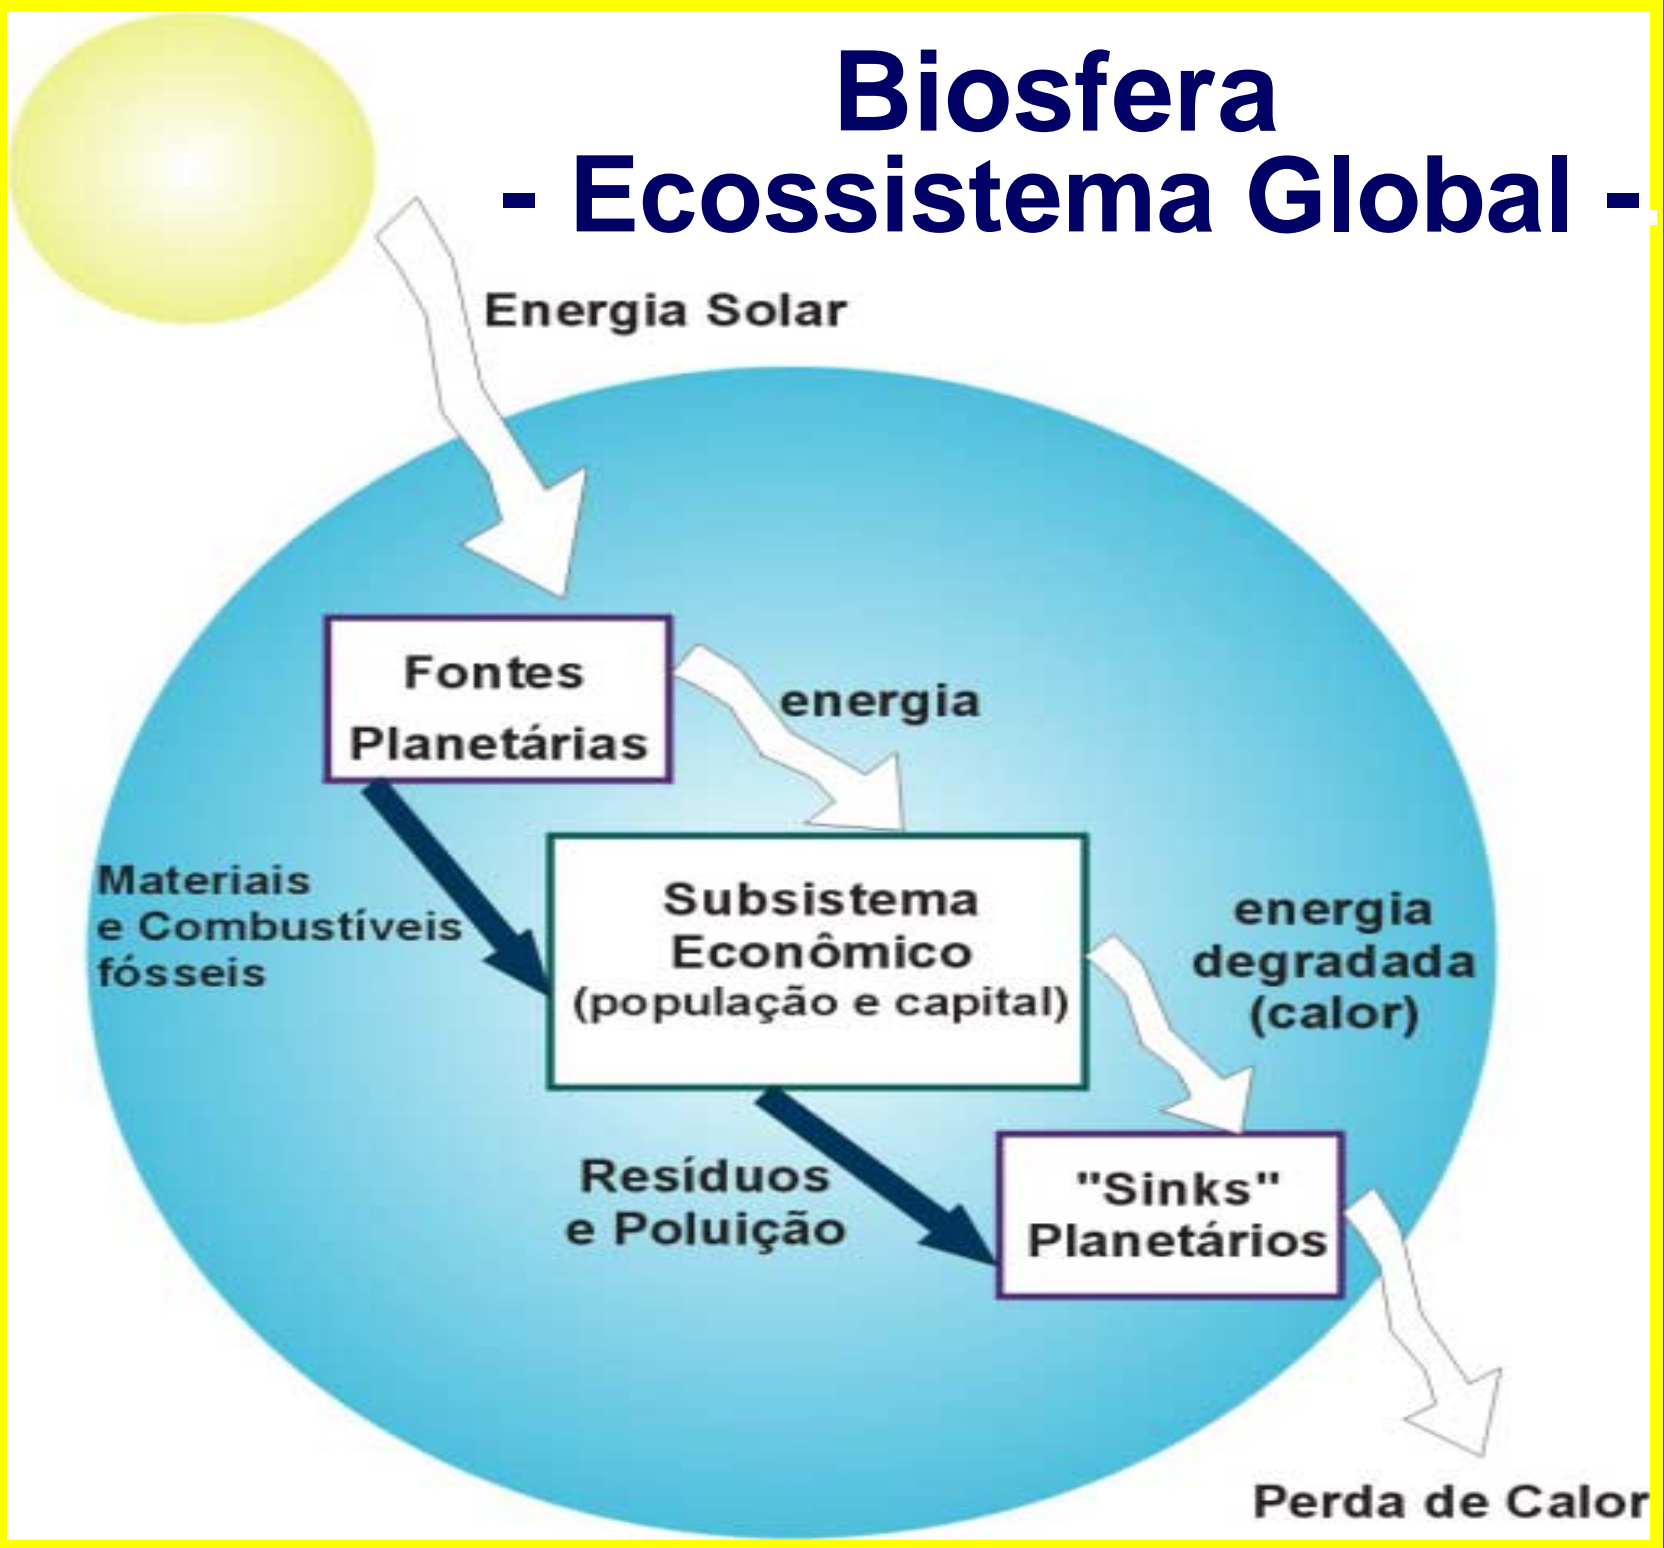 Biosfera
- Ecossistema Global -
Energia Solar
Fontes
Planetárias
energia
Materiais
e Combustíveis
fósseis
Subsistema
Econômico
(população e capital)
energia
degradada
(calor)
Resíduos
e Poluição
"Sinks"
Planetários
Perda de Calor